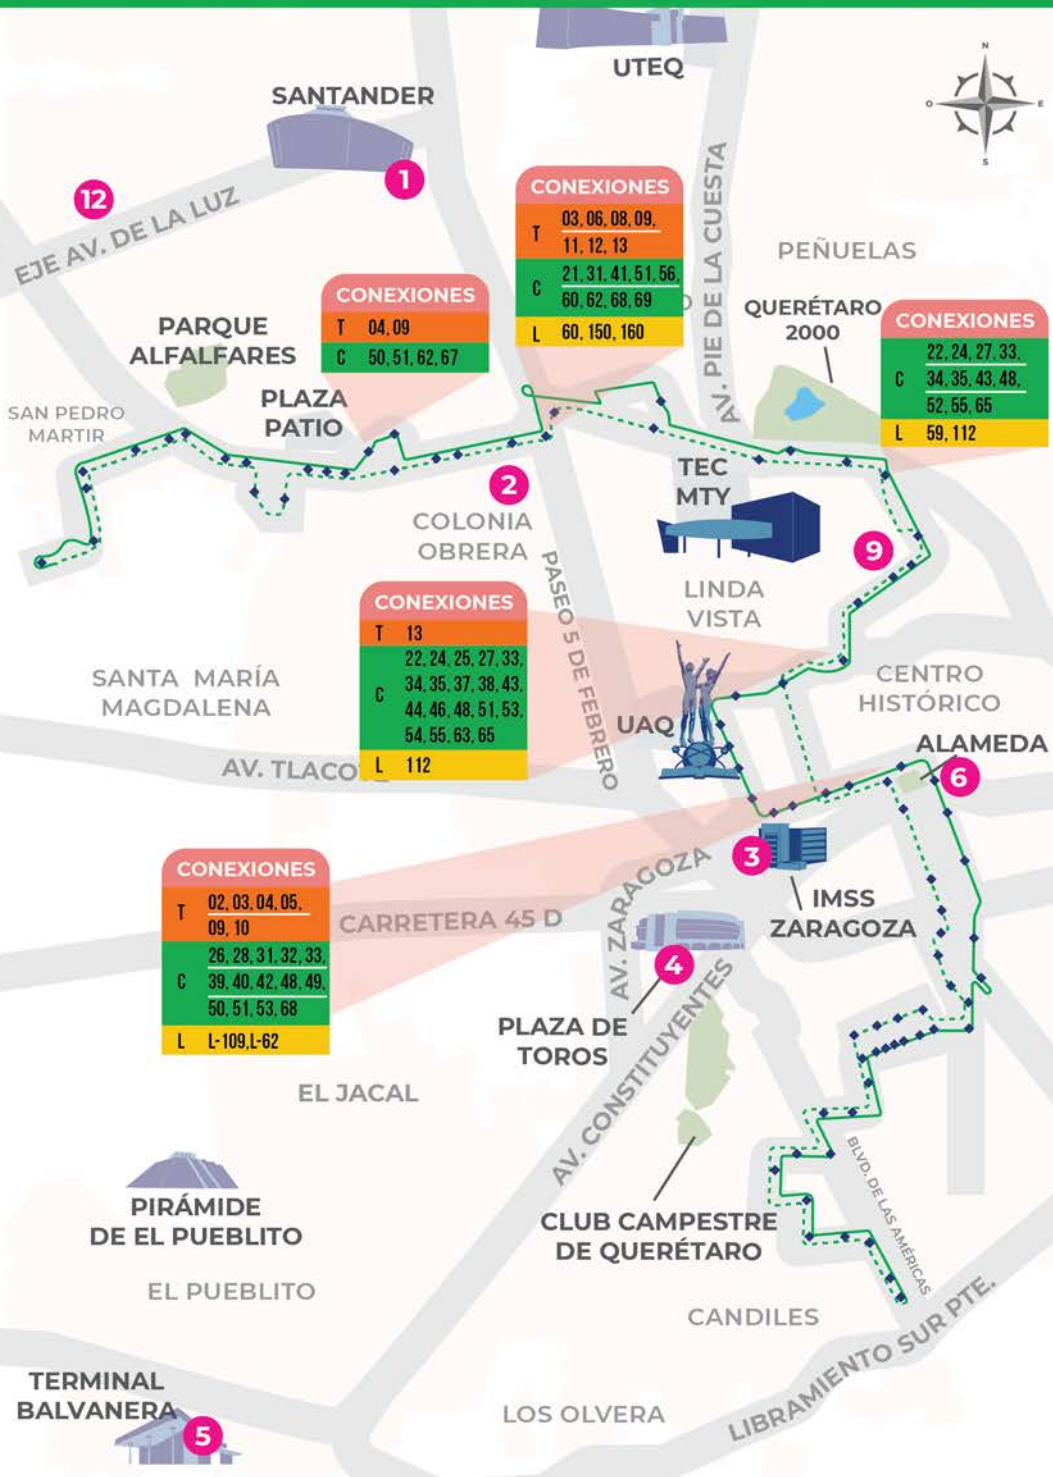 UTEQ
N
O
E
S
SANTANDER
1
12
EJE AV. DE LA LUZ
CONEXIONES
T 03, 06, 08, 09,
11, 12, 13
C 21, 31, 41, 51, 56,
60, 62, 68, 69
L 60, 150, 160
AV. PIE DE LA CUESTA
PEÑUELAS
QUERÉTARO
2000
CONEXIONES
T 04, 09
C 50, 51, 62, 67
CONEXIONES
C 22, 24, 27, 33,
34, 35, 43, 48,
52, 55, 65
L 59, 112
PARQUE
ALFALFARES
PLAZA
PATIO
SAN PEDRO
MARTIR
2
COLONIA
OBRERA
TEC
MTY
9
LINDA
VISTA
PASEO 5 DE FEBRERO
CONEXIONES
T 13
C 22, 24, 25, 27, 33,
34, 35, 37, 38, 43,
44, 46, 48, 51, 53,
54, 55, 63, 65
L 112
SANTA MARÍA
MAGDALENA
CENTRO
HISTÓRICO
UAQ
ALAMEDA
6
AV. TLACO
3
IMSS
ZARAGOZA
AV. ZARAGOZA
CONEXIONES
T 02, 03, 04, 05,
09, 10
C 26, 28, 31, 32, 33,
39, 40, 42, 48, 49,
50, 51, 53, 68
L L-109,L-62
CARRETERA 45 D
AV. ZARAGOZA
4
PLAZA DE
TOROS
AV. CONSTITUYENTES
EL JACAL
BLVD. DE LAS AMÉRICAS
PIRÁMIDE
DE EL PUEBLITO
CLUB CAMPESTRE
DE QUERÉTARO
EL PUEBLITO
CANDILES
LIBRAMIENTO SUR PTE.
TERMINAL
BALVANERA
5
LOS OLVERA